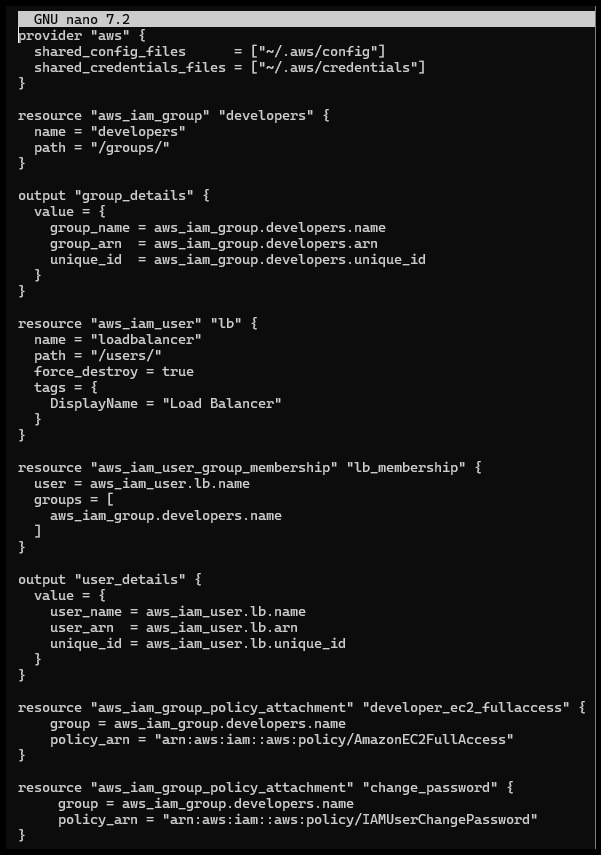 GNU nano 7.2
provider "aws" {
  shared_config_files      = ["~/.aws/config"]
  shared_credentials_files = ["~/.aws/credentials"]
}

resource "aws_iam_group" "developers" {
  name = "developers"
  path = "/groups/"
}

output "group_details" {
  value = {
    group_name = aws_iam_group.developers.name
    group_arn  = aws_iam_group.developers.arn
    unique_id  = aws_iam_group.developers.unique_id
  }
}

resource "aws_iam_user" "lb" {
  name = "loadbalancer"
  path = "/users/"
  force_destroy = true
  tags = {
    DisplayName = "Load Balancer"
  }
}

resource "aws_iam_user_group_membership" "lb_membership" {
  user = aws_iam_user.lb.name
  groups = [
    aws_iam_group.developers.name
  ]
}

output "user_details" {
  value = {
    user_name = aws_iam_user.lb.name
    user_arn  = aws_iam_user.lb.arn
    unique_id = aws_iam_user.lb.unique_id
  }
}

resource "aws_iam_group_policy_attachment" "developer_ec2_fullaccess" {
    group = aws_iam_group.developers.name
    policy_arn = "arn:aws:iam::aws:policy/AmazonEC2FullAccess"
}

resource "aws_iam_group_policy_attachment" "change_password" {
     group = aws_iam_group.developers.name
     policy_arn = "arn:aws:iam::aws:policy/IAMUserChangePassword"
}